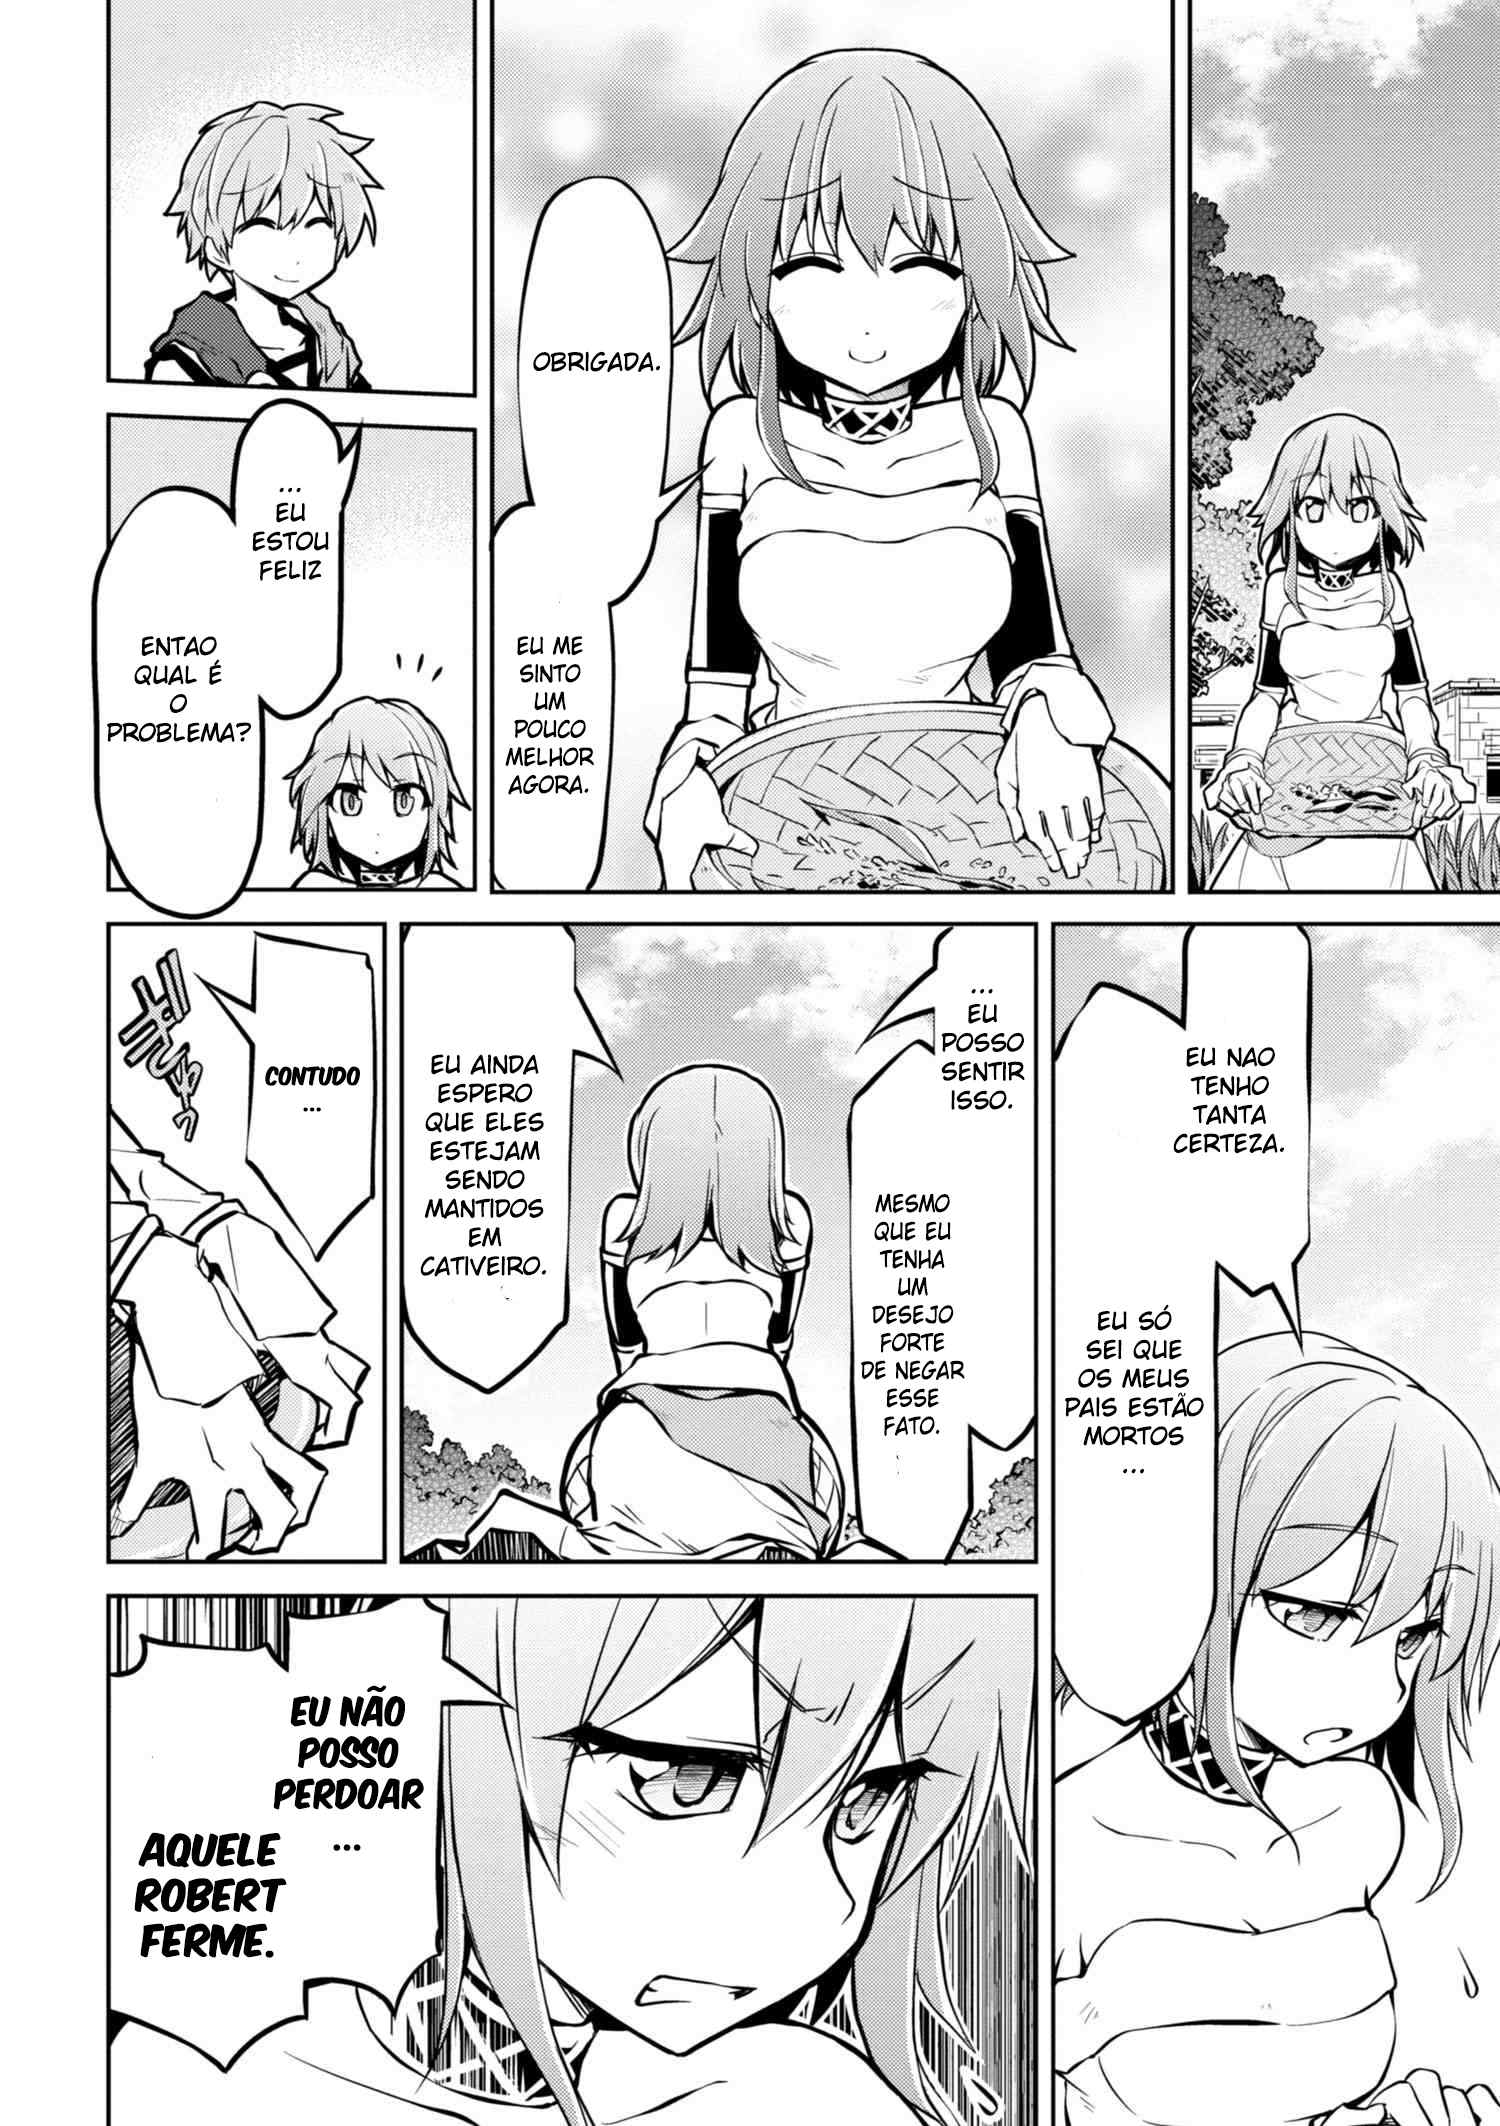 OBRIGADA.
EU ME
SINTO
UM
POUCO
MELHOR
AGORA.
...
EU
ESTOU
FELIZ
ENTAO
QUAL É
O
PROBLEMA?
EU NAO
TENHO
TANTA
CERTEZA.
EU SÓ
SEI QUE
OS MEUS
PAIS ESTÃO
MORTOS
...
...
EU
POSSO
SENTIR
ISSO.
MESMO
QUE EU
TENHA
UM
DESEJO
FORTE
DE NEGAR
ESSE
FATO.
EU AINDA
ESPERO
QUE ELES
ESTEJAM
SENDO
MANTIDOS
EM
CATIVEIRO.
CONTUDO
...
ギュッ
EU NÃO
POSSO
PERDOAR
...
AQUELE
ROBERT
FERME.